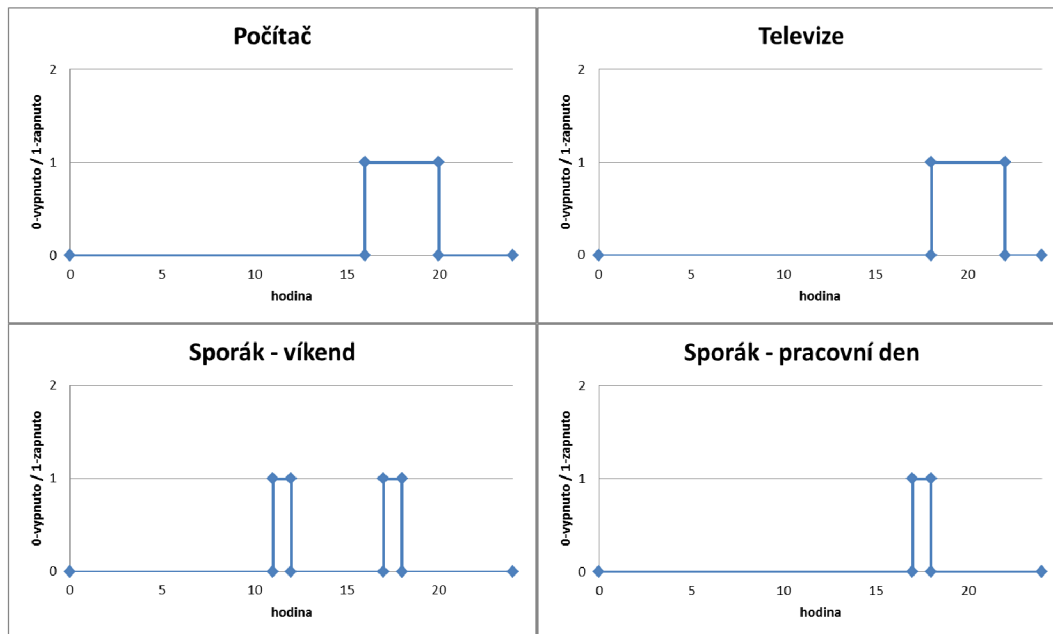 Počítač
2
1
0
0-vypnuto / 1-zapnuto
0 5 10 15 20
hodina
Televize
2
1
0
0-vypnuto / 1-zapnuto
0 5 10 15 20
hodina
Sporák - víkend
2
1
0
0-vypnuto / 1-zapnuto
0 5 10 15 20
hodina
Sporák - pracovní den
2
1
0
0-vypnuto / 1-zapnuto
0 5 10 15 20
hodina